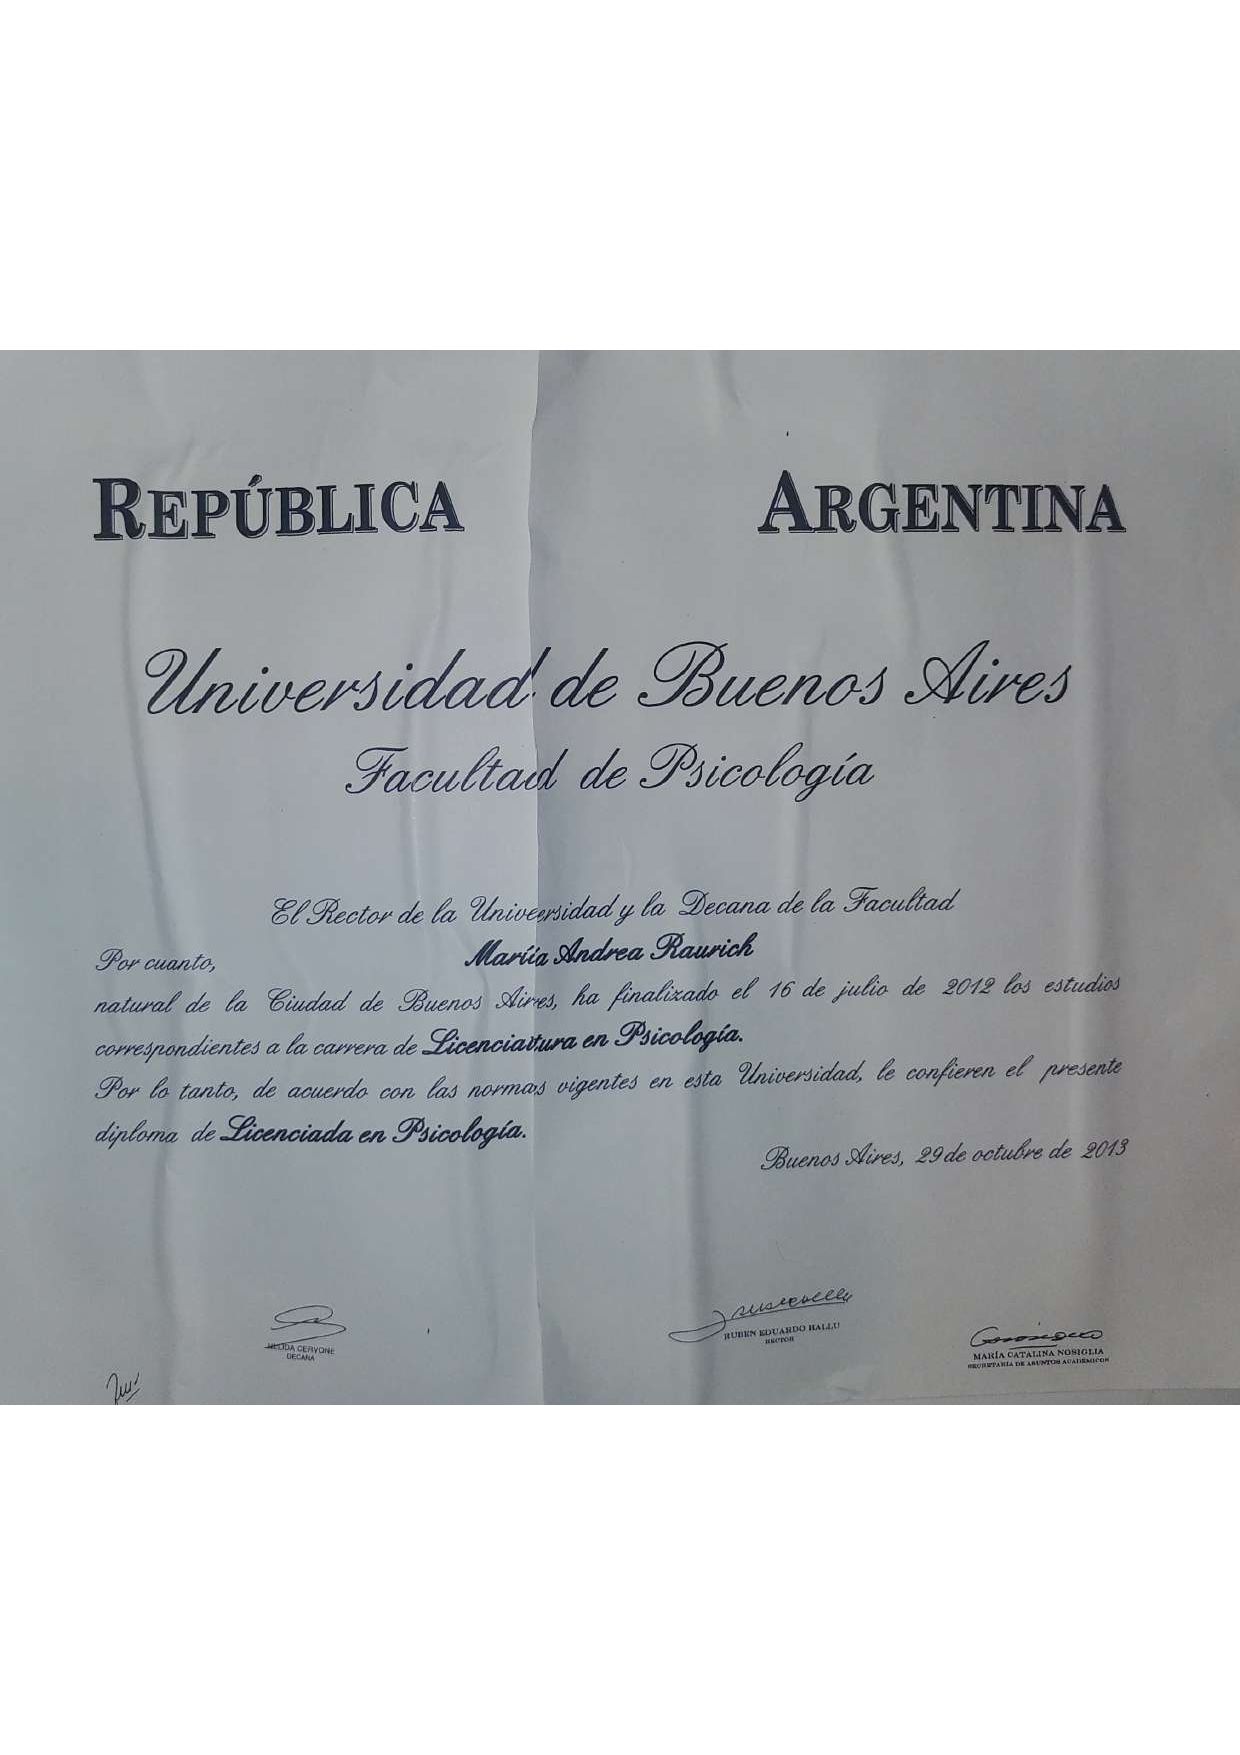 REPÚBLICA ARGENTINA
Universidad de Buenos Aires
Facultad de Psicología
El Rector de la Universidad y la Decana de la Facultad
Por cuanto, María Andrea Raurich
natural de la Ciudad de Buenos Aires, ha finalizado el 16 de julio de 2012 los estudios
correspondientes a la carrera de Licenciatura en Psicología.
Por lo tanto, de acuerdo con las normas vigentes en esta Universidad, le confieren el presente
diploma de Licenciada en Psicología.
Buenos Aires, 29 de octubre de 2013
CERVONE
DECANA
RUBEN EDUARDO HALLU
RECTOR
MARÍA CATALINA NOSIGLIA
SECRETARIA DE ASUNTOS ACADEMICOS